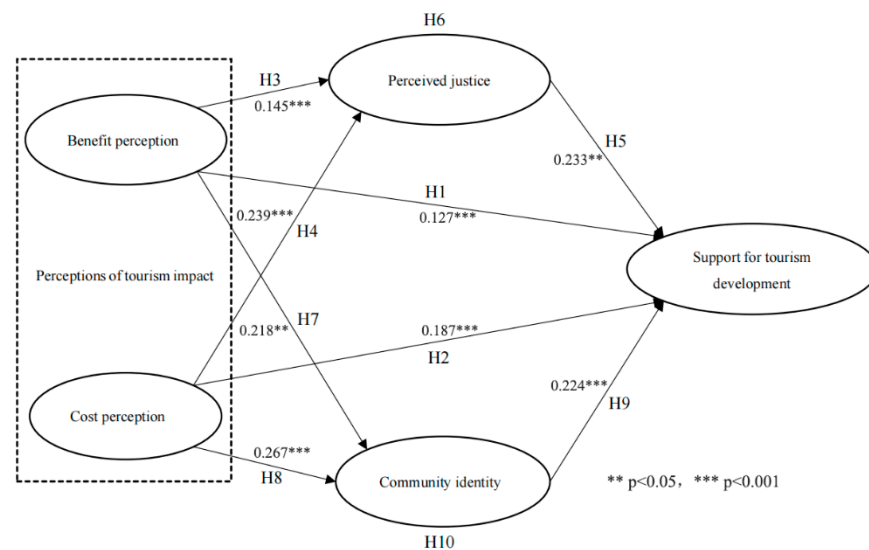 H6
Perceived justice
H3
0.145***
Benefit perception
H5
0.233**
H1
0.127***
0.239***
H4
Support for tourism
development
Perceptions of tourism impact
H7
0.218**
0.187***
H2
Cost perception
0.224***
H9
0.267***
H8
Community identity
** p<0.05，*** p<0.001
H10